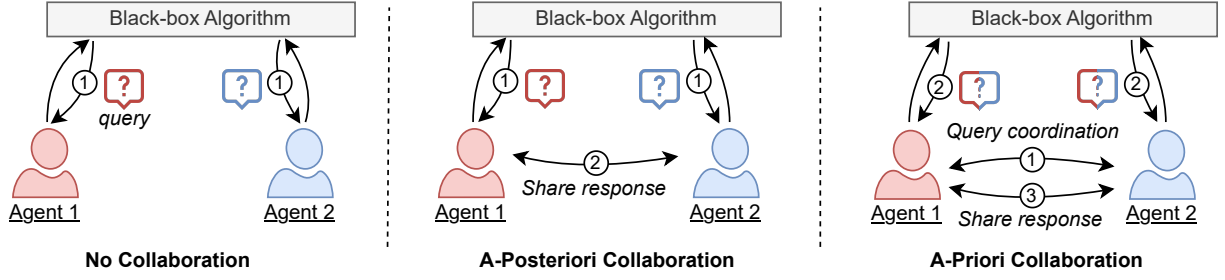 Black-box Algorithm
1
?
query
?
1
Agent 1
Agent 2
No Collaboration
Black-box Algorithm
1
?
?
1
2
Share response
Agent 1
Agent 2
A-Posteriori Collaboration
Black-box Algorithm
2
?
?
2
Query coordination
1
3
Agent 1
Share response
Agent 2
A-Priori Collaboration